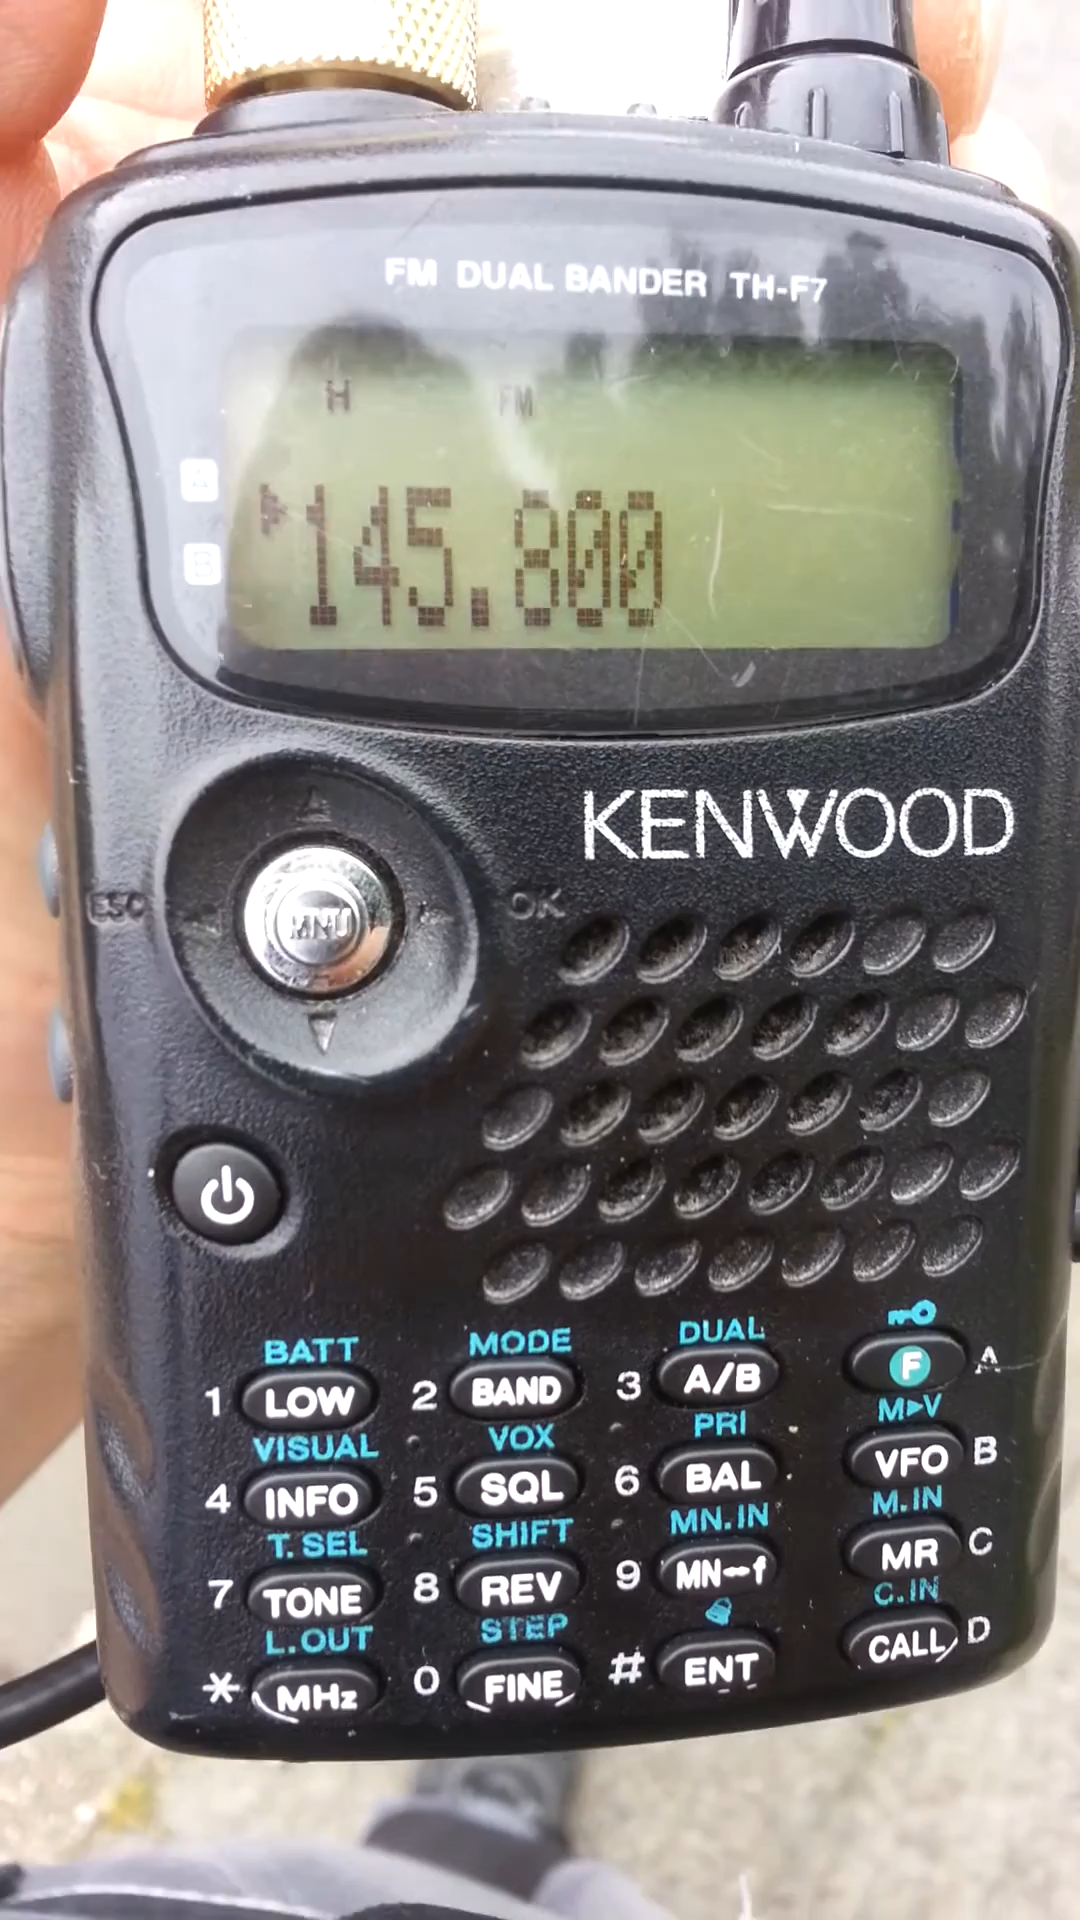 FM DUAL BANDER TH-F7
H FM
A
145.800
B
KENWOOD
ESC MNU OK
BATT MODE DUAL
1 LOW 2 BAND 3 A/B F A
VISUAL VOX PRI M▶V
4 INFO 5 SQL 6 BAL VFO B
T.SEL SHIFT MN.IN M.IN
7 TONE 8 REV 9 MN↔f MR C
L.OUT STEP C.IN
* MHz 0 FINE # ENT CALL D